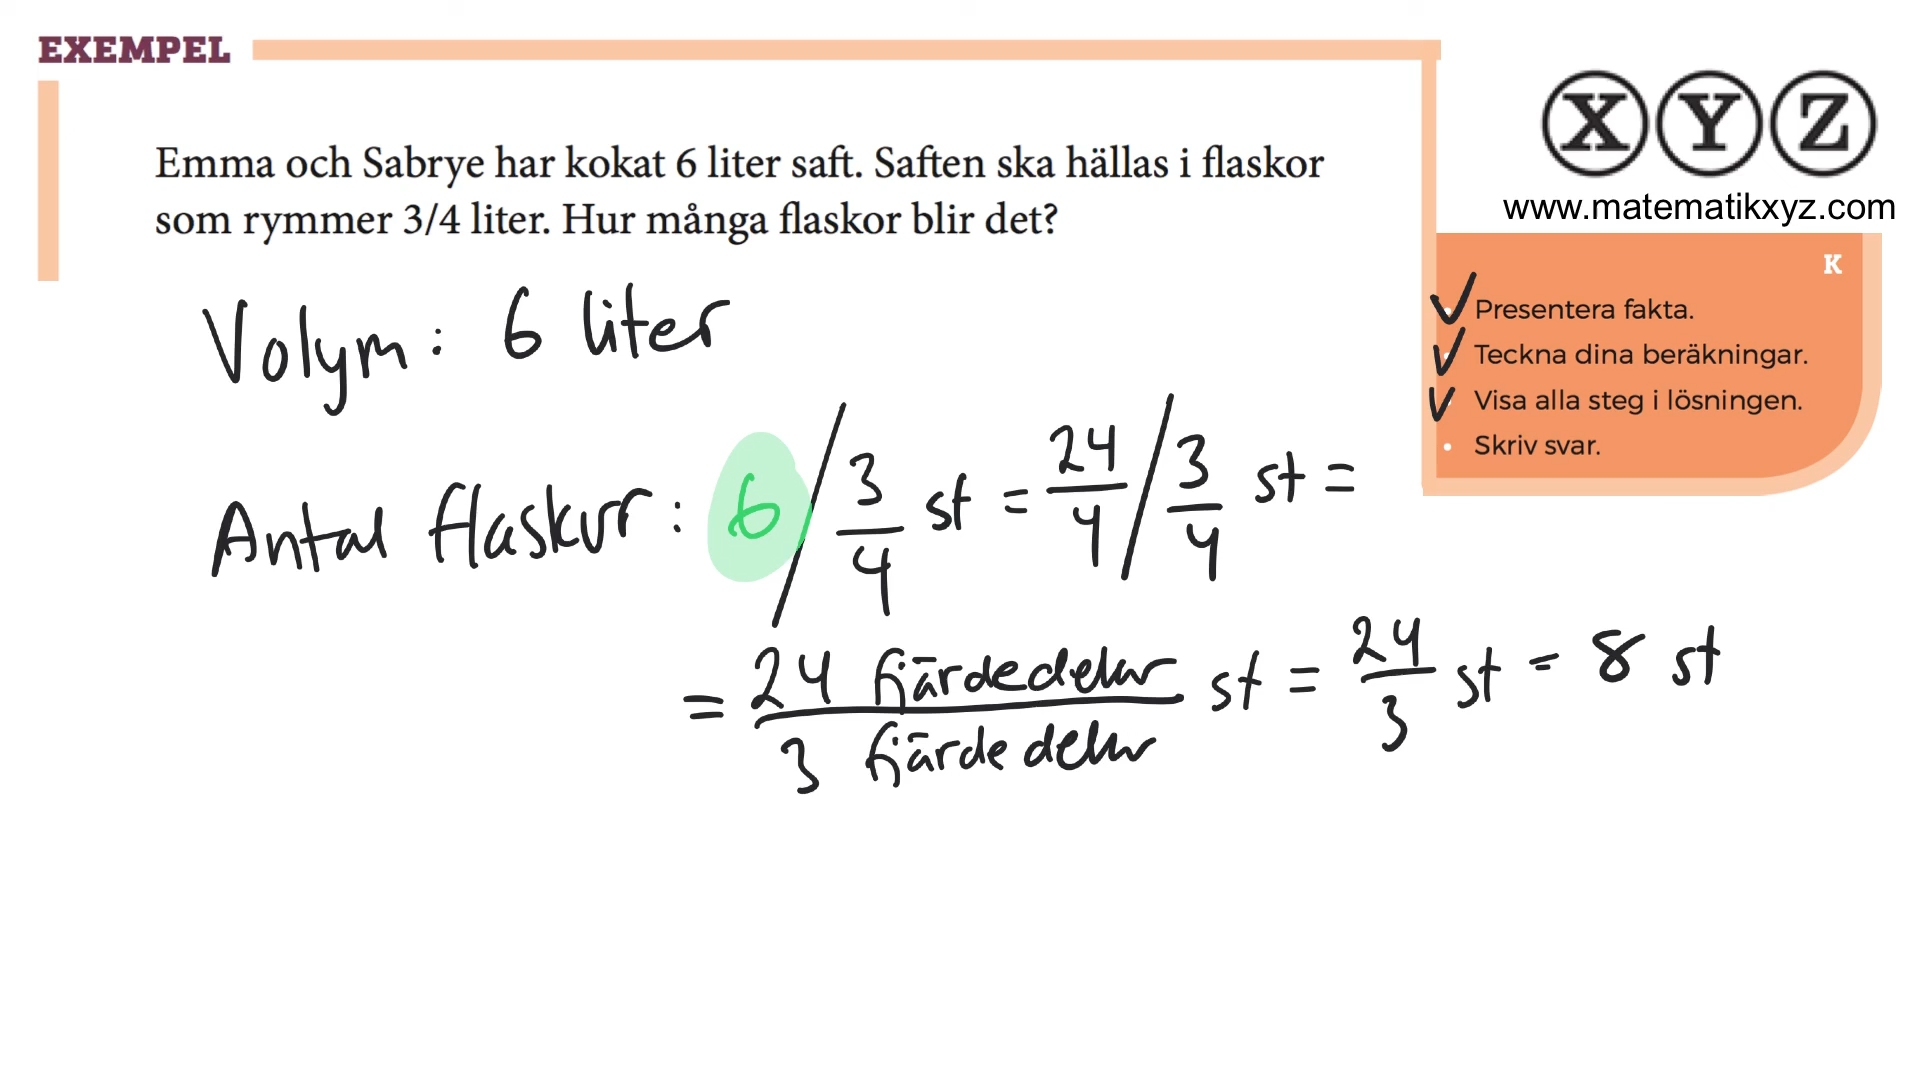 EXEMPEL
Emma och Sabrye har kokat 6 liter saft. Saften ska hällas i flaskor
som rymmer 3/4 liter. Hur många flaskor blir det?
XYZ
www.matematikxyz.com
K
Presentera fakta.
Teckna dina beräkningar.
Visa alla steg i lösningen.
Skriv svar.
Volym: 6 liter
Antal flaskor: 6 / 3/4 st = 24/4 / 3/4 st =
= 24 fjärdedelar / 3 fjärdedelar st = 24/3 st = 8 st